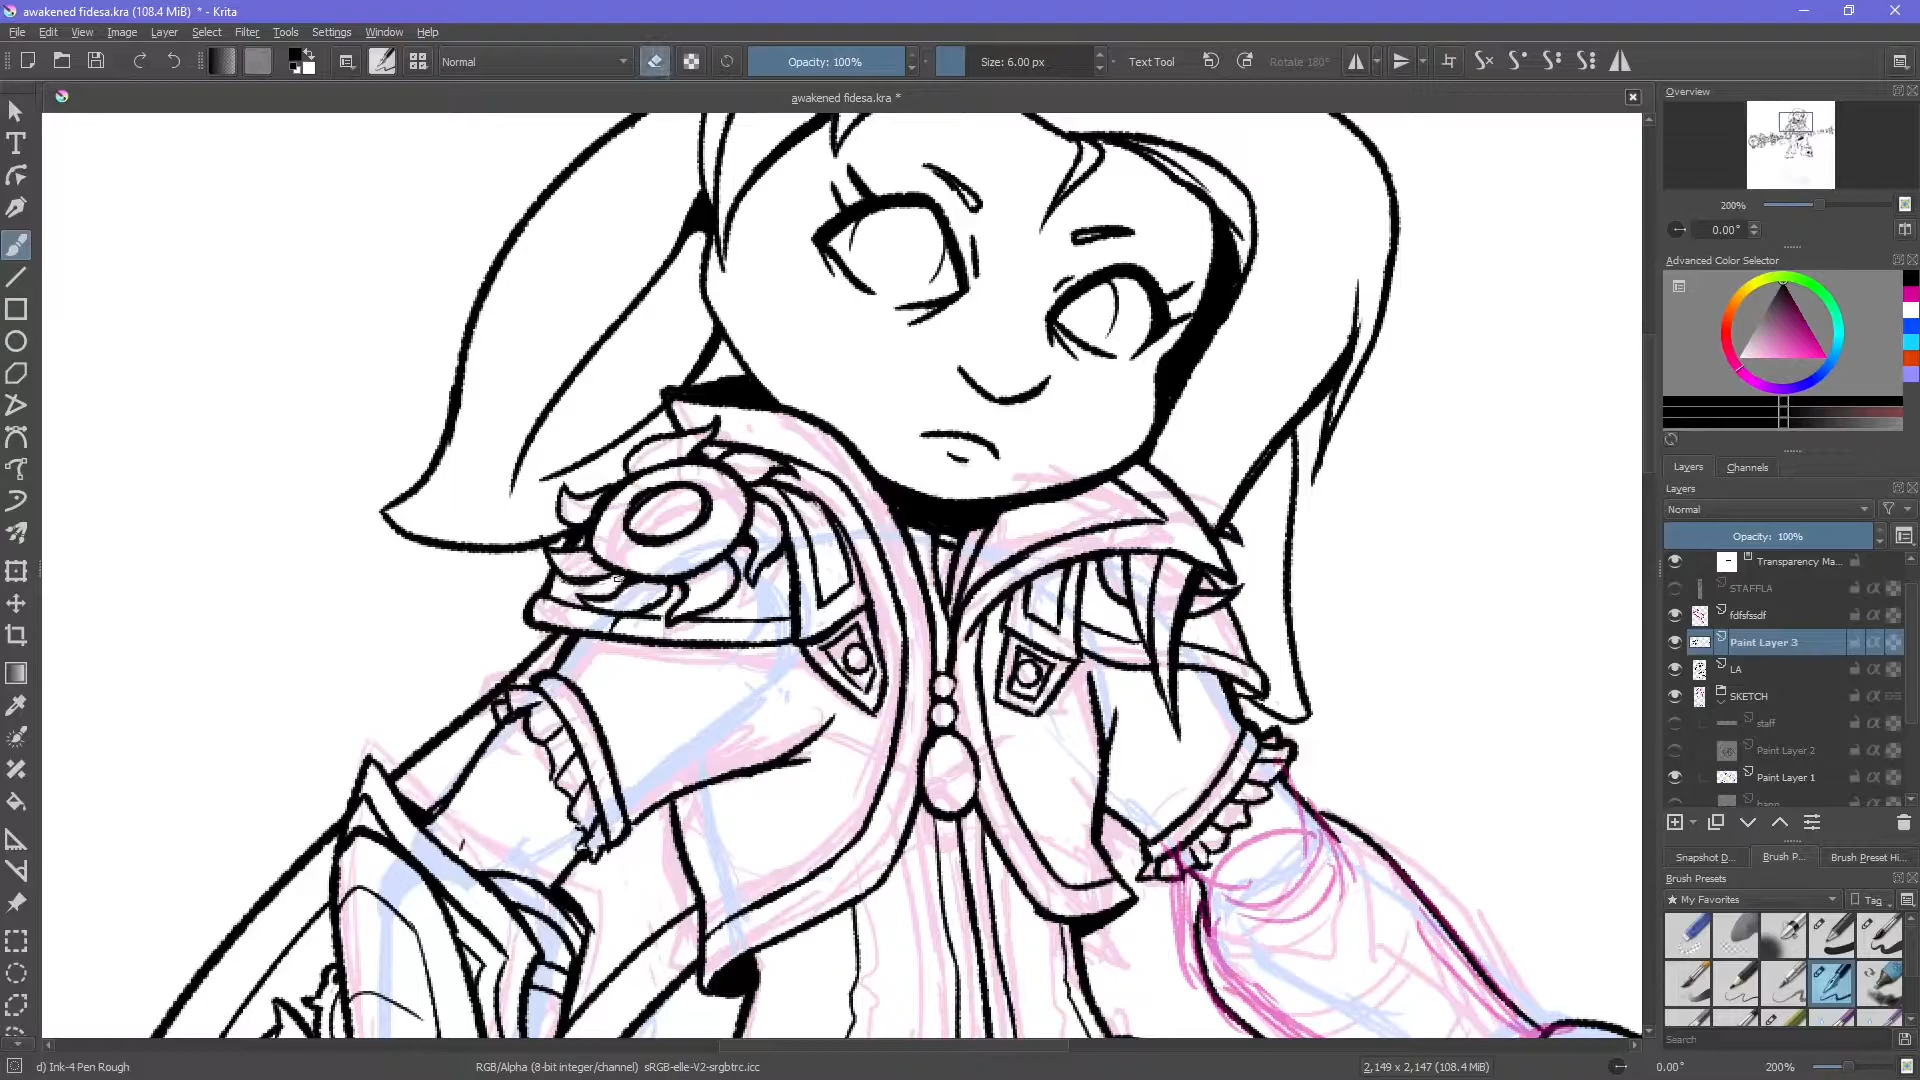 awakened fidesa.kra (108.4 MiB) * - Krita
File Edit View Image Layer Select Filter Tools Settings Window Help
Normal
Opacity: 100%
Size: 6.00 px
Text Tool
Rotate 180°
awakened fidesa.kra *
Overview
200%
0.00°
Advanced Color Selector
Layers Channels
Layers
Normal
Opacity: 100%
Transparency Ma...
STAFFLA
fdfsfssdf
Paint Layer 3
LA
SKETCH
staff
Paint Layer 2
Paint Layer 1
Snapshot D... Brush P... Brush Preset Hi...
Brush Presets
★ My Favorites
Tag
Search
d) Ink-4 Pen Rough
RGB/Alpha (8-bit integer/channel) sRGB-elle-V2-srgbtrc.icc
2,149 x 2,147 (108.4 MiB)
0.00°
200%